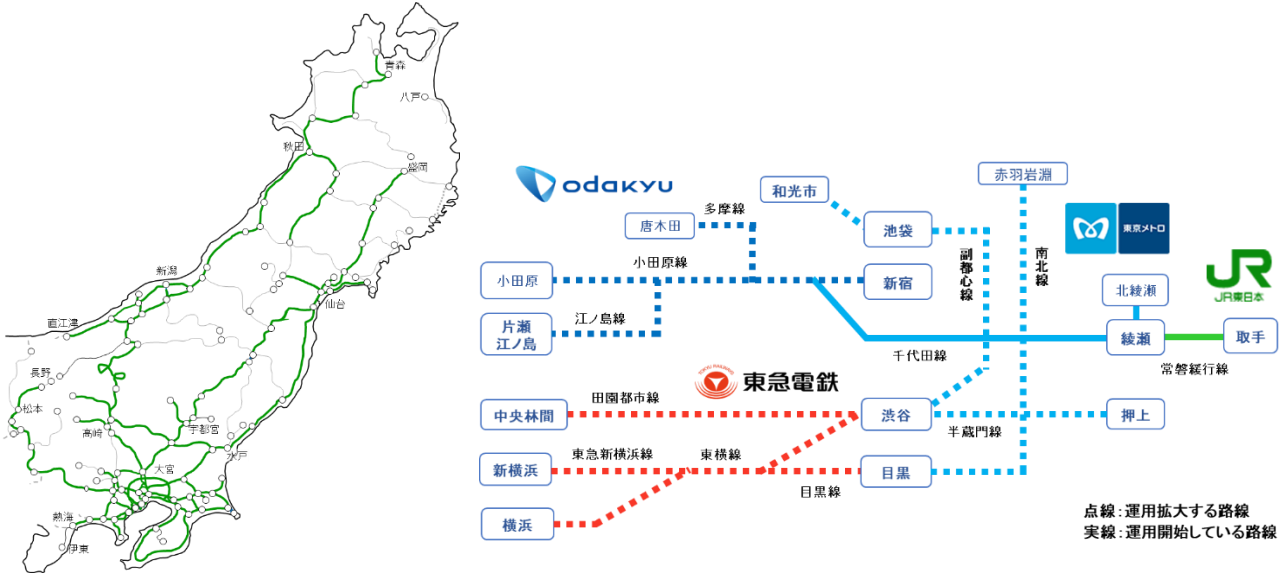 青森
八戸
秋田
盛岡
新潟
仙台
直江津
長野
松本
高崎
宇都宮
水戸
大宮
熱海
伊東
odakyu
唐木田
多摩線
和光市
池袋
赤羽岩淵
東京メトロ
副都心線
南北線
JR東日本
小田原
小田原線
新宿
北綾瀬
片瀬
江ノ島
江ノ島線
千代田線
綾瀬
取手
常磐緩行線
TOKYU RAILWAYS
東急電鉄
中央林間
田園都市線
渋谷
半蔵門線
押上
新横浜
東急新横浜線
東横線
目黒線
目黒
横浜
点線：運用拡大する路線
実線：運用開始している路線